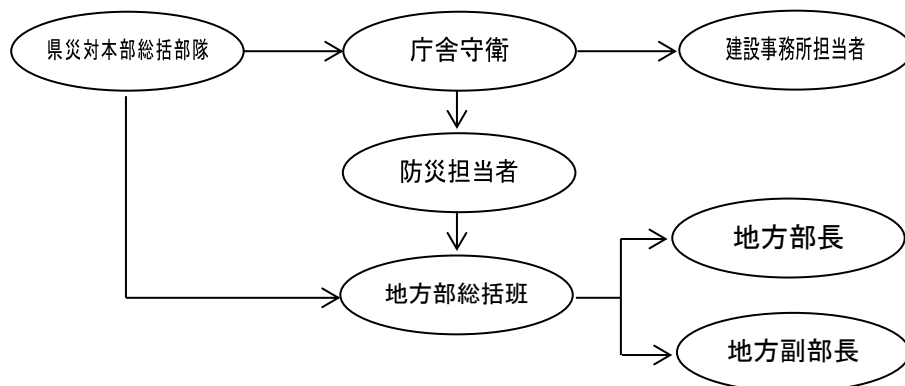 県災対本部総括部隊
庁舎守衛
建設事務所担当者
防災担当者
地方部長
地方部総括班
地方副部長